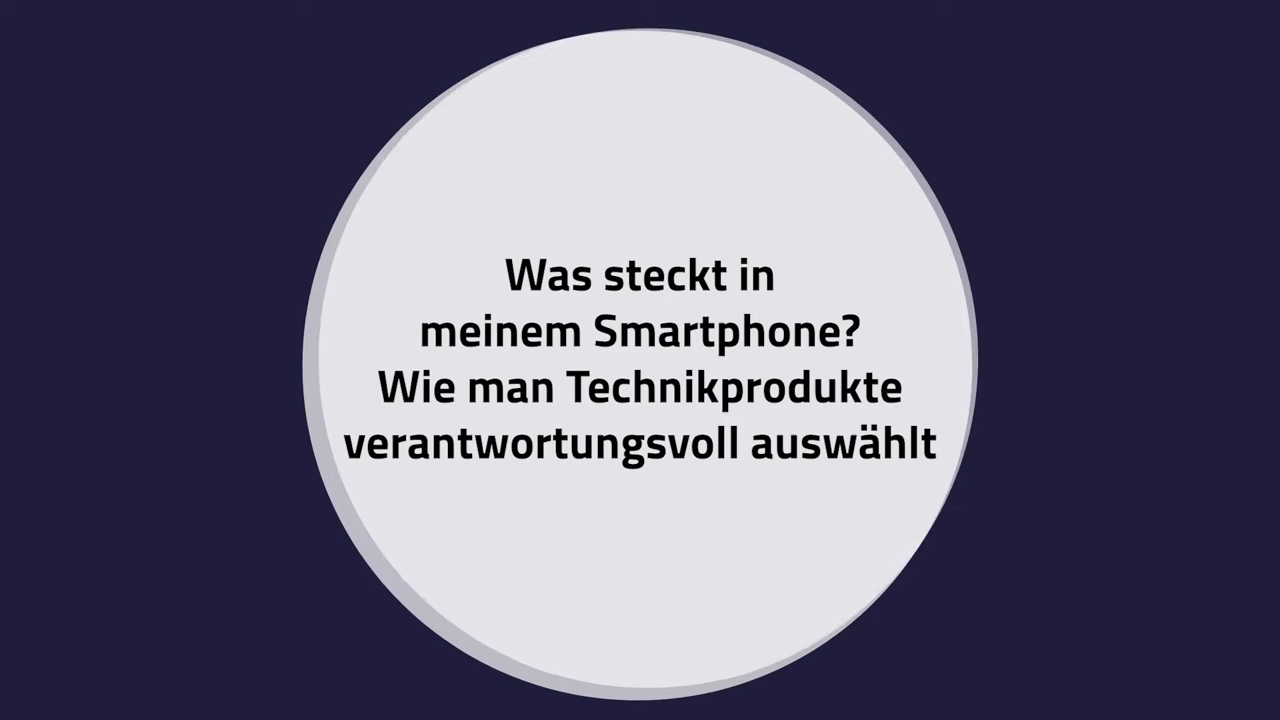 Was steckt in
meinem Smartphone?
Wie man Technikprodukte
verantwortungsvoll auswählt